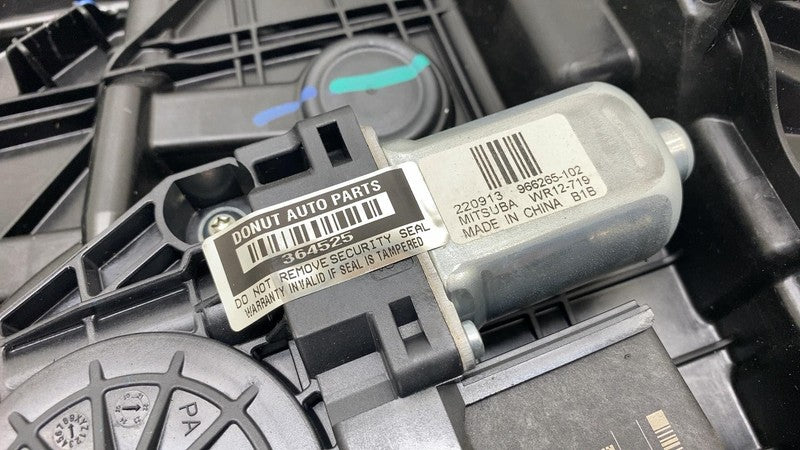 220913 966265-102
MITSUBA WR12-719
MADE IN CHINA B1B
DONUT AUTO PARTS
364525
DO NOT REMOVE SECURITY SEAL
WARRANTY INVALID IF SEAL IS TAMPERED
PA